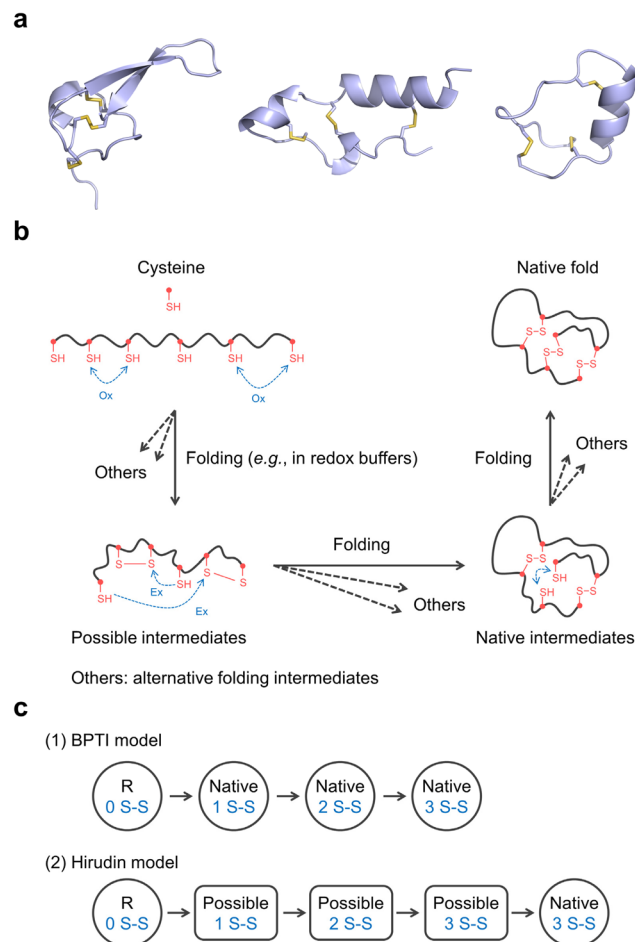 a
b
Cysteine
SH
SH SH SH SH SH SH
Ox Ox
Others
Folding (e.g., in redox buffers)
S S SH S S
SH
Ex
Ex
Possible intermediates
Folding
Others
S-S
SH
SH
S-S
Native intermediates
Folding
Others
Native fold
S-S
S-S
S-S
Others: alternative folding intermediates
c
(1) BPTI model
R
0 S-S
Native
1 S-S
Native
2 S-S
Native
3 S-S
(2) Hirudin model
R
0 S-S
Possible
1 S-S
Possible
2 S-S
Possible
3 S-S
Native
3 S-S